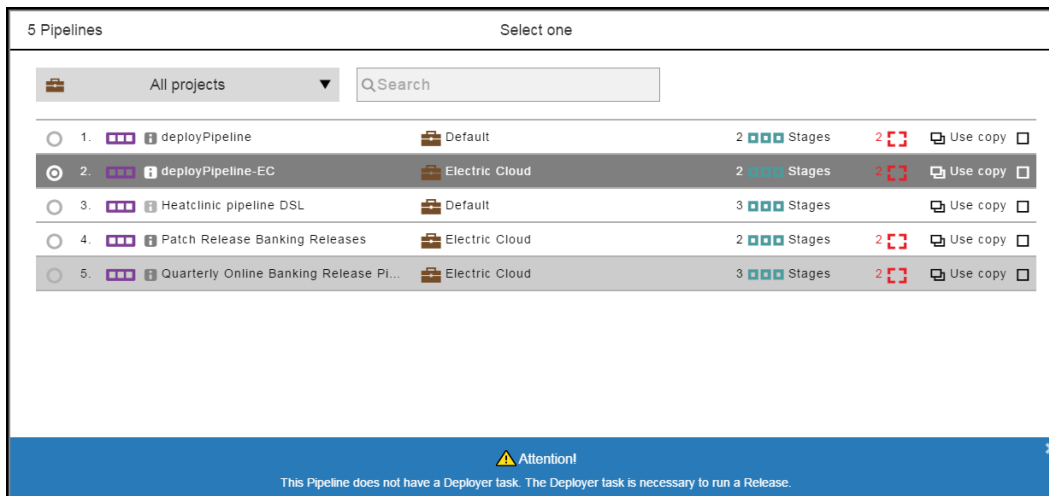 5 Pipelines Select one
All projects Search
1. deployPipeline Default 2 Stages 2 Use copy
2. deployPipeline-EC Electric Cloud 2 Stages 2 Use copy
3. Heatclinic pipeline DSL Default 3 Stages Use copy
4. Patch Release Banking Releases Electric Cloud 2 Stages 2 Use copy
5. Quarterly Online Banking Release Pi... Electric Cloud 3 Stages 2 Use copy
Attention!
This Pipeline does not have a Deployer task. The Deployer task is necessary to run a Release.